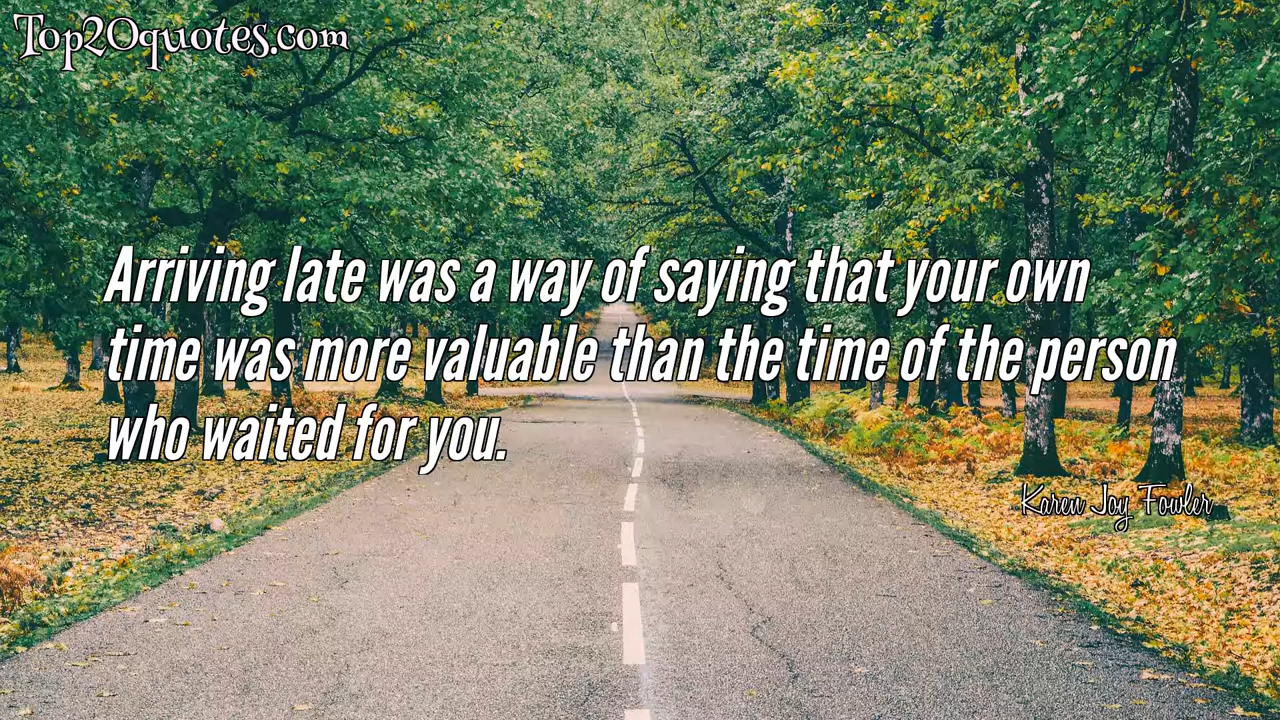 Top20quotes.com
Arriving late was a way of saying that your own
time was more valuable than the time of the person
who waited for you.
Karen Joy Fowler